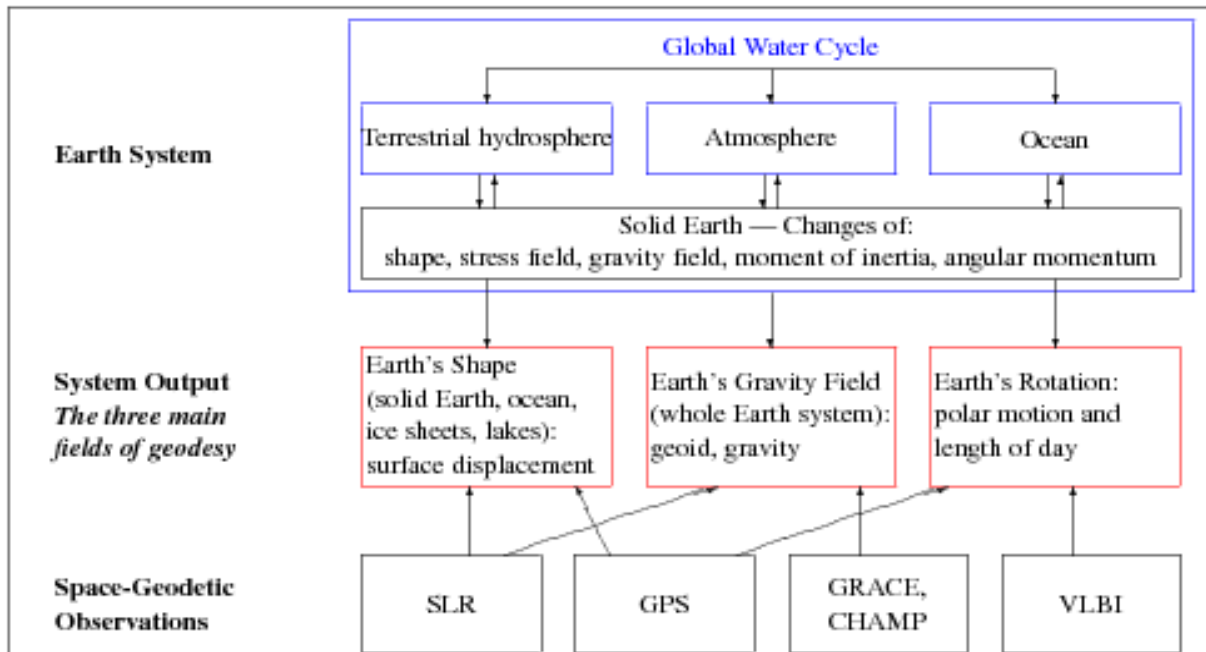 Global Water Cycle
Earth System
Terrestrial hydrosphere
Atmosphere
Ocean
Solid Earth — Changes of:
shape, stress field, gravity field, moment of inertia, angular momentum
System Output
The three main
fields of geodesy
Earth's Shape
(solid Earth, ocean,
ice sheets, lakes):
surface displacement
Earth's Gravity Field
(whole Earth system):
geoid, gravity
Earth's Rotation:
polar motion and
length of day
Space-Geodetic
Observations
SLR
GPS
GRACE,
CHAMP
VLBI